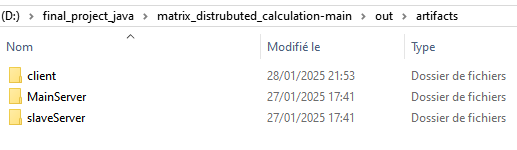 (D:) > final_project_java > matrix_distrubuted_calculation-main > out > artifacts
Nom Modifié le Type
client 28/01/2025 21:53 Dossier de fichiers
MainServer 27/01/2025 17:41 Dossier de fichiers
slaveServer 27/01/2025 17:41 Dossier de fichiers